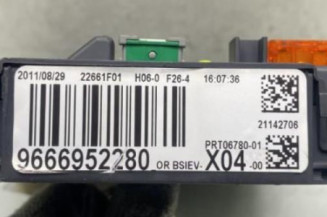 2011/08/29 22661F01 H06-0 F26-4 16:07:36
21142706
PRT06780-01
9666952280 OR BSIEV- X04 -00